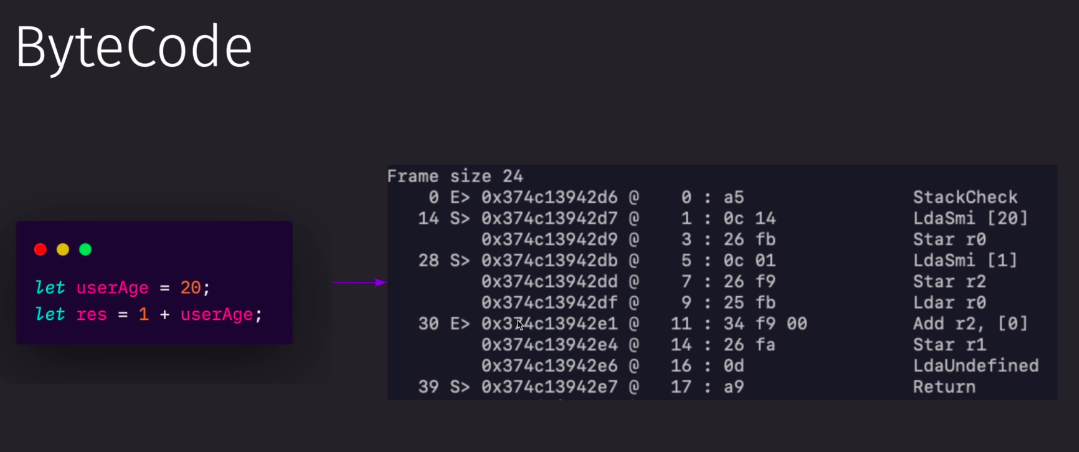 ByteCode
let userAge = 20;
let res = 1 + userAge;
Frame size 24
0 E> 0x374c13942d6 @ 0 : a5 StackCheck
14 S> 0x374c13942d7 @ 1 : 0c 14 LdaSmi [20]
0x374c13942d9 @ 3 : 26 fb Star r0
28 S> 0x374c13942db @ 5 : 0c 01 LdaSmi [1]
0x374c13942dd @ 7 : 26 f9 Star r2
0x374c13942df @ 9 : 25 fb Ldar r0
30 E> 0x374c13942e1 @ 11 : 34 f9 00 Add r2, [0]
0x374c13942e4 @ 14 : 26 fa Star r1
0x374c13942e6 @ 16 : 0d LdaUndefined
39 S> 0x374c13942e7 @ 17 : a9 Return